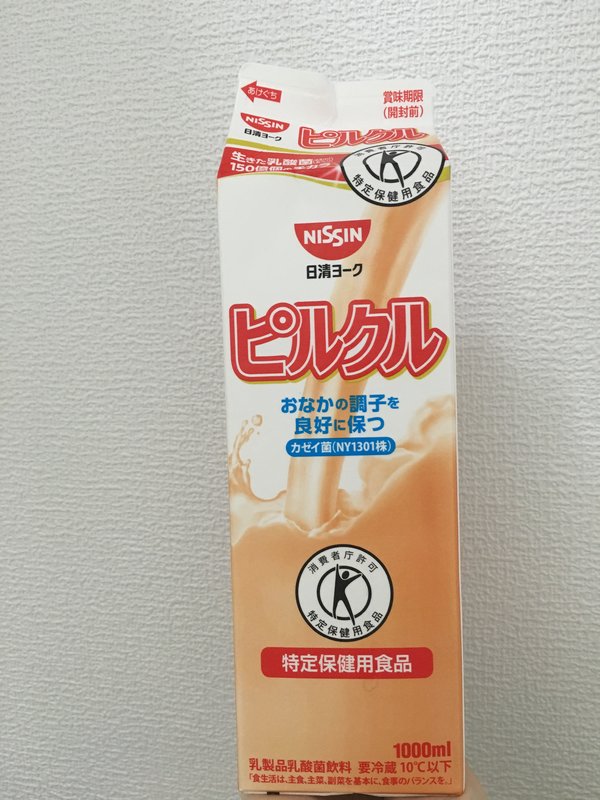 あけぐち
賞味期限
(開封前)
NISSIN
日清ヨーク
ピルクル
生きた乳酸菌
150億個
特定保健用食品
NISSIN
日清ヨーク
ピルクル
おなかの調子を
良好に保つ
カゼイ菌(NY1301株)
消費者庁許可
特定保健用食品
特定保健用食品
1000ml
乳製品乳酸菌飲料 要冷蔵 10℃以下
「食生活は、主食、主菜、副菜を基本に、食事のバランスを。」